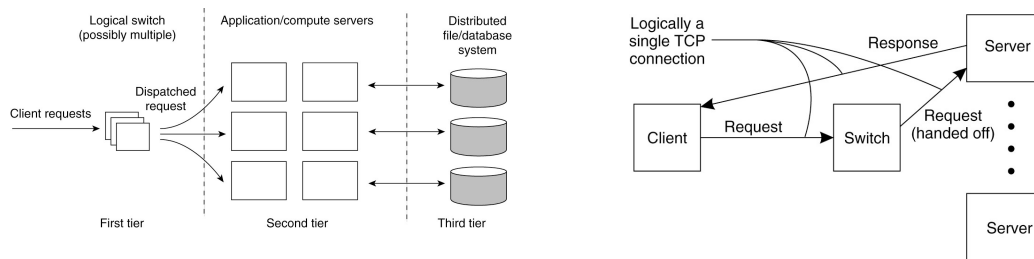 Logical switch
(possibly multiple)
Application/compute servers
Distributed
file/database
system
Client requests
Dispatched
request
First tier
Second tier
Third tier
Logically a
single TCP
connection
Response
Server
Client
Request
Switch
Request
(handed off)
Server